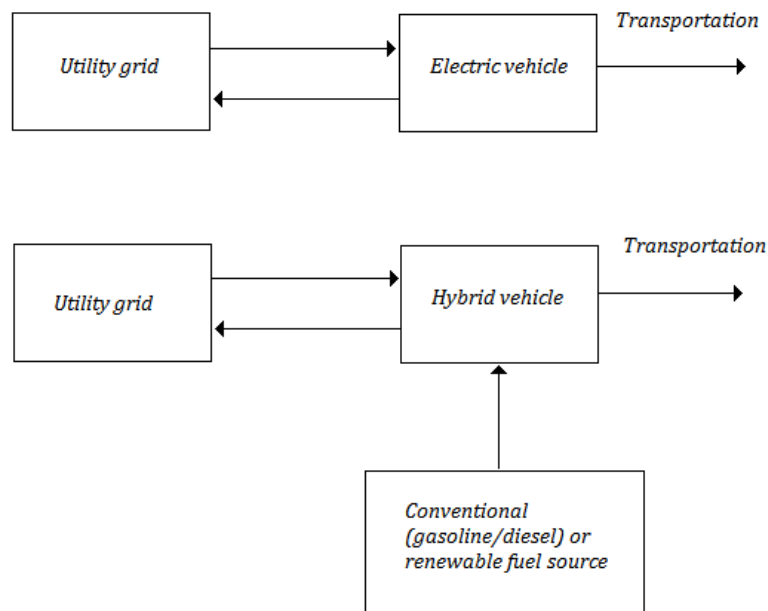 Transportation
Utility grid
Electric vehicle
Transportation
Utility grid
Hybrid vehicle
Conventional
(gasoline/diesel) or
renewable fuel source